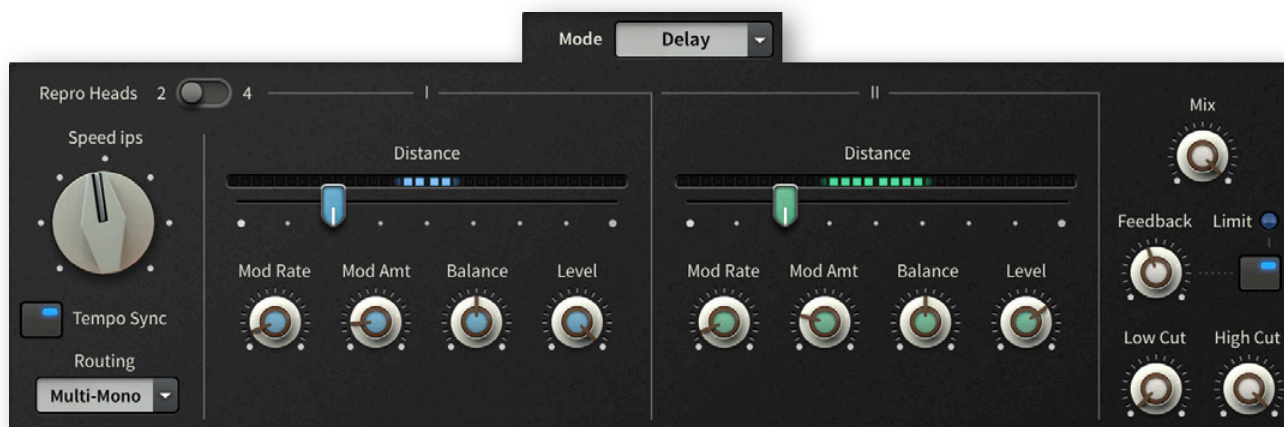 Mode Delay
Repro Heads 2 4 I II
Mix
Speed ips
Distance Distance
Feedback Limit
Mod Rate Mod Amt Balance Level Mod Rate Mod Amt Balance Level
Tempo Sync
Low Cut High Cut
Routing
Multi-Mono